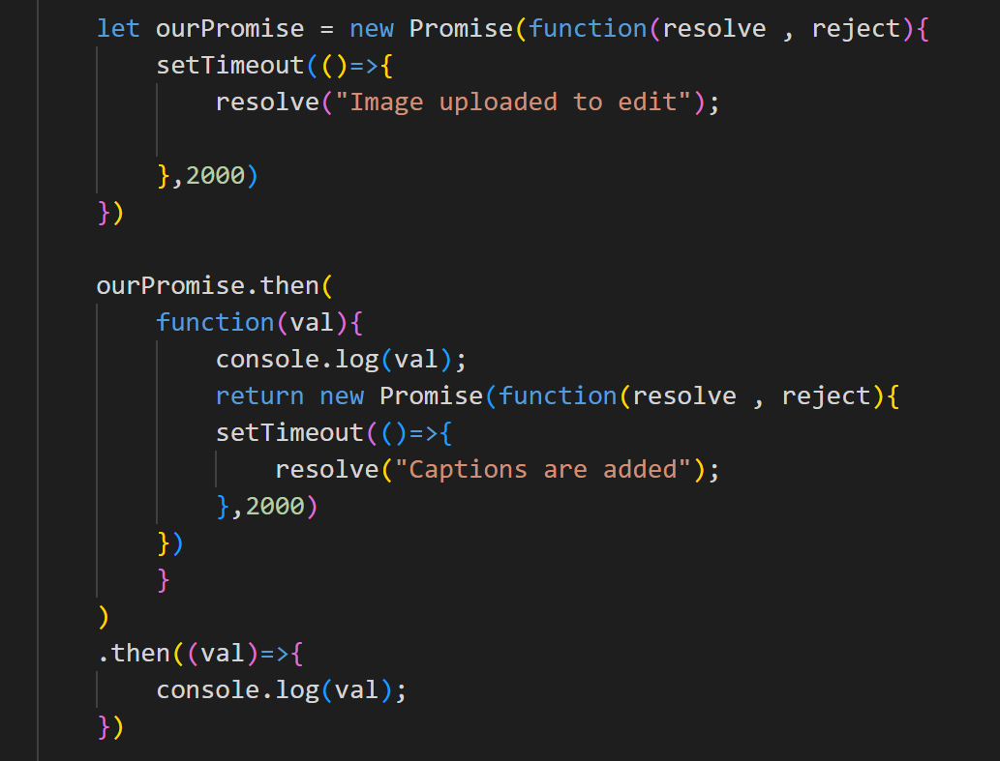 let ourPromise = new Promise(function(resolve , reject){
    setTimeout(()=>{
        resolve("Image uploaded to edit");

    },2000)
})

ourPromise.then(
    function(val){
        console.log(val);
        return new Promise(function(resolve , reject){
        setTimeout(()=>{
            resolve("Captions are added");
        },2000)
    })
    }
)
.then((val)=>{
    console.log(val);
})